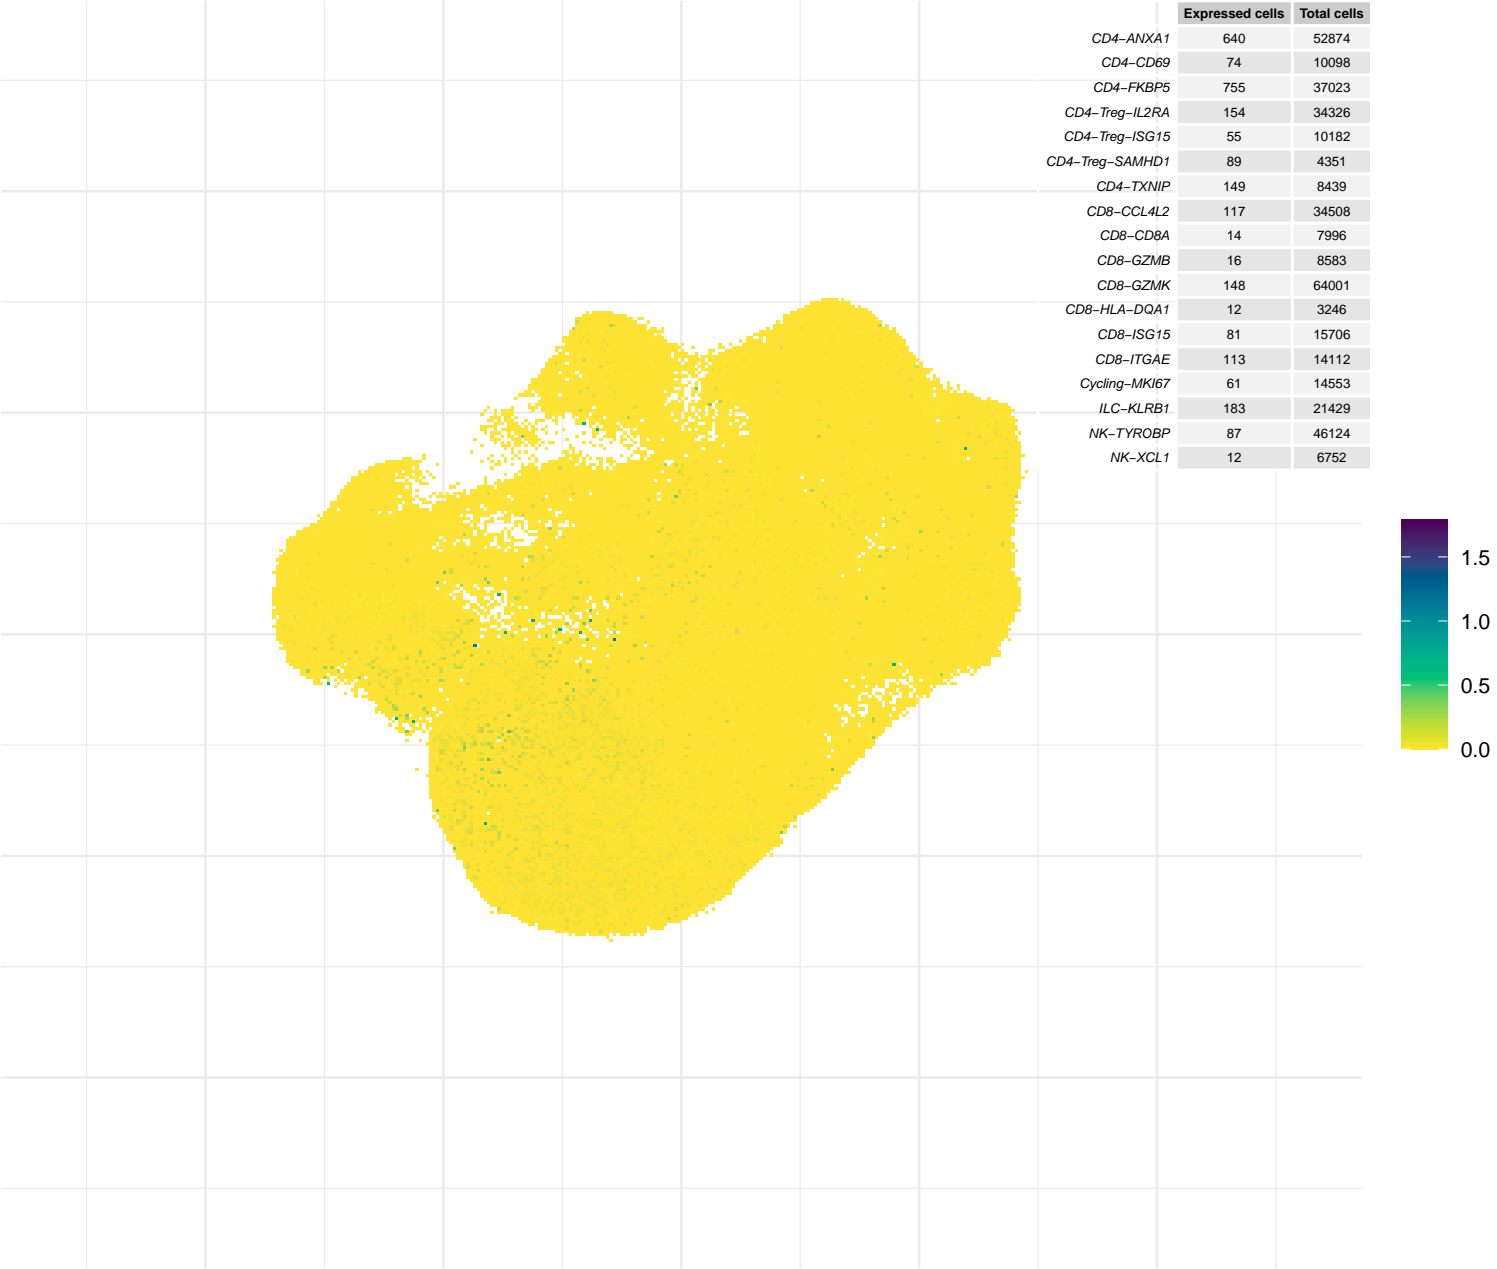 Expressed cells Total cells
CD4−ANXA1 640 52874
CD4−CD69 74 10098
CD4−FKBP5 755 37023
CD4−Treg−IL2RA 154 34326
CD4−Treg−ISG15 55 10182
CD4−Treg−SAMHD1 89 4351
CD4−TXNIP 149 8439
CD8−CCL4L2 117 34508
CD8−CD8A 14 7996
CD8−GZMB 16 8583
CD8−GZMK 148 64001
CD8−HLA−DQA1 12 3246
CD8−ISG15 81 15706
CD8−ITGAE 113 14112
Cycling−MKI67 61 14553
ILC−KLRB1 183 21429
NK−TYROBP 87 46124
NK−XCL1 12 6752
1.5
1.0
0.5
0.0